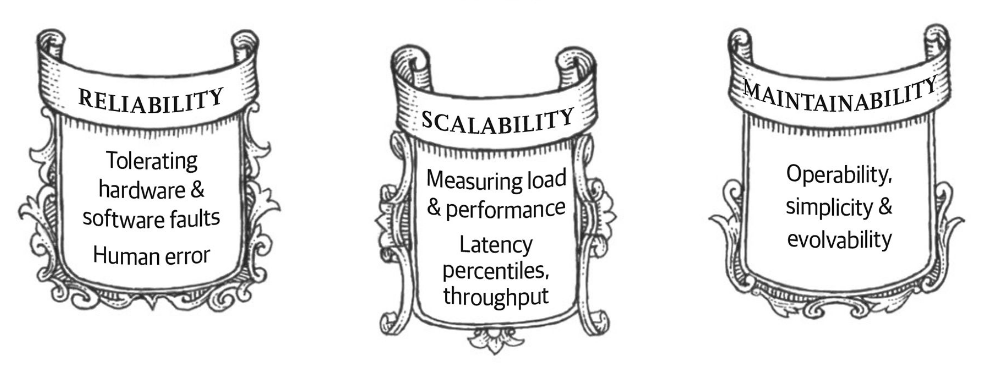 RELIABILITY
Tolerating
hardware &
software faults
Human error
SCALABILITY
Measuring load
& performance
Latency
percentiles,
throughput
MAINTAINABILITY
Operability,
simplicity &
evolvability